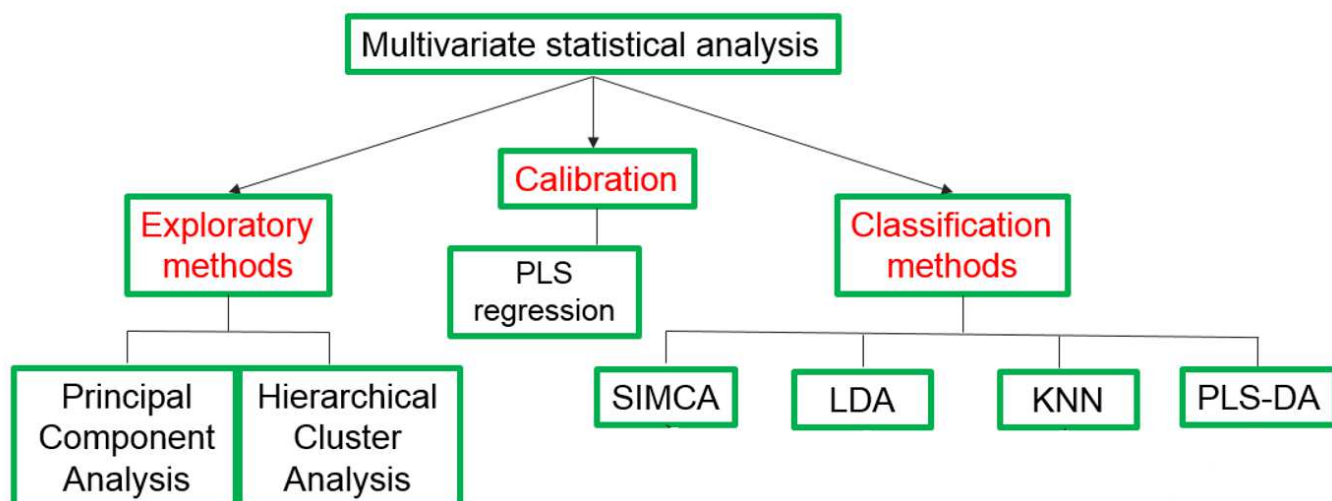 Multivariate statistical analysis
Calibration
Exploratory
methods
Classification
methods
PLS
regression
Principal
Component
Analysis
Hierarchical
Cluster
Analysis
SIMCA
LDA
KNN
PLS-DA